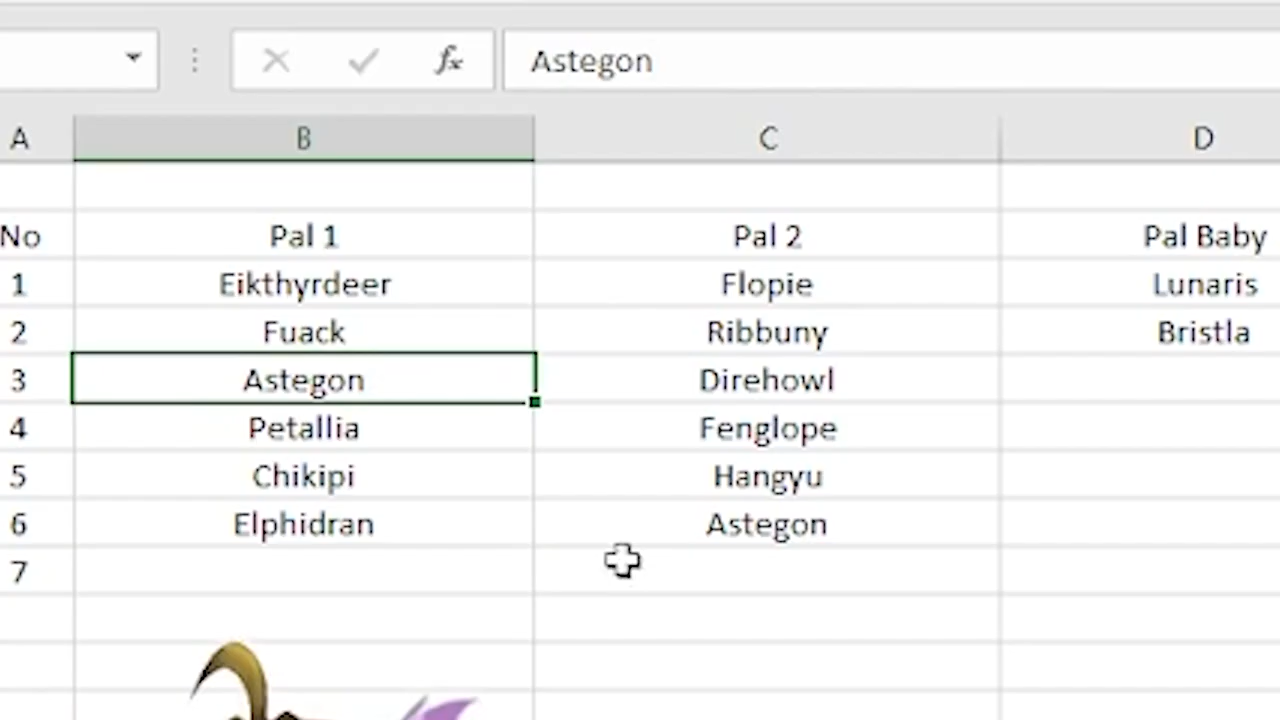 fx Astegon
A B C D
No Pal 1 Pal 2 Pal Baby
1 Eikthyrdeer Flopie Lunaris
2 Fuack Ribbuny Bristla
3 Astegon Direhowl
4 Petallia Fenglope
5 Chikipi Hangyu
6 Elphidran Astegon
7